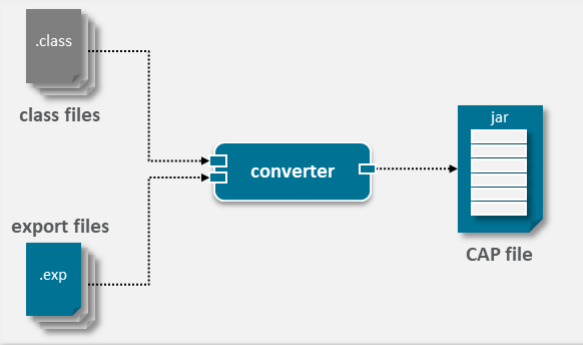 .class
class files
export files
.exp
converter
jar
CAP file